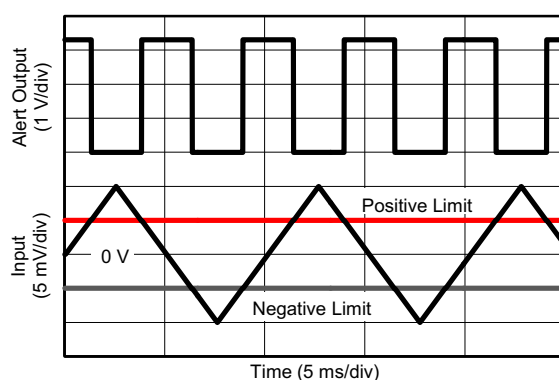 Alert Output
(1 V/div)
Positive Limit
Input
(5 mV/div)
0 V
Negative Limit
Time (5 ms/div)